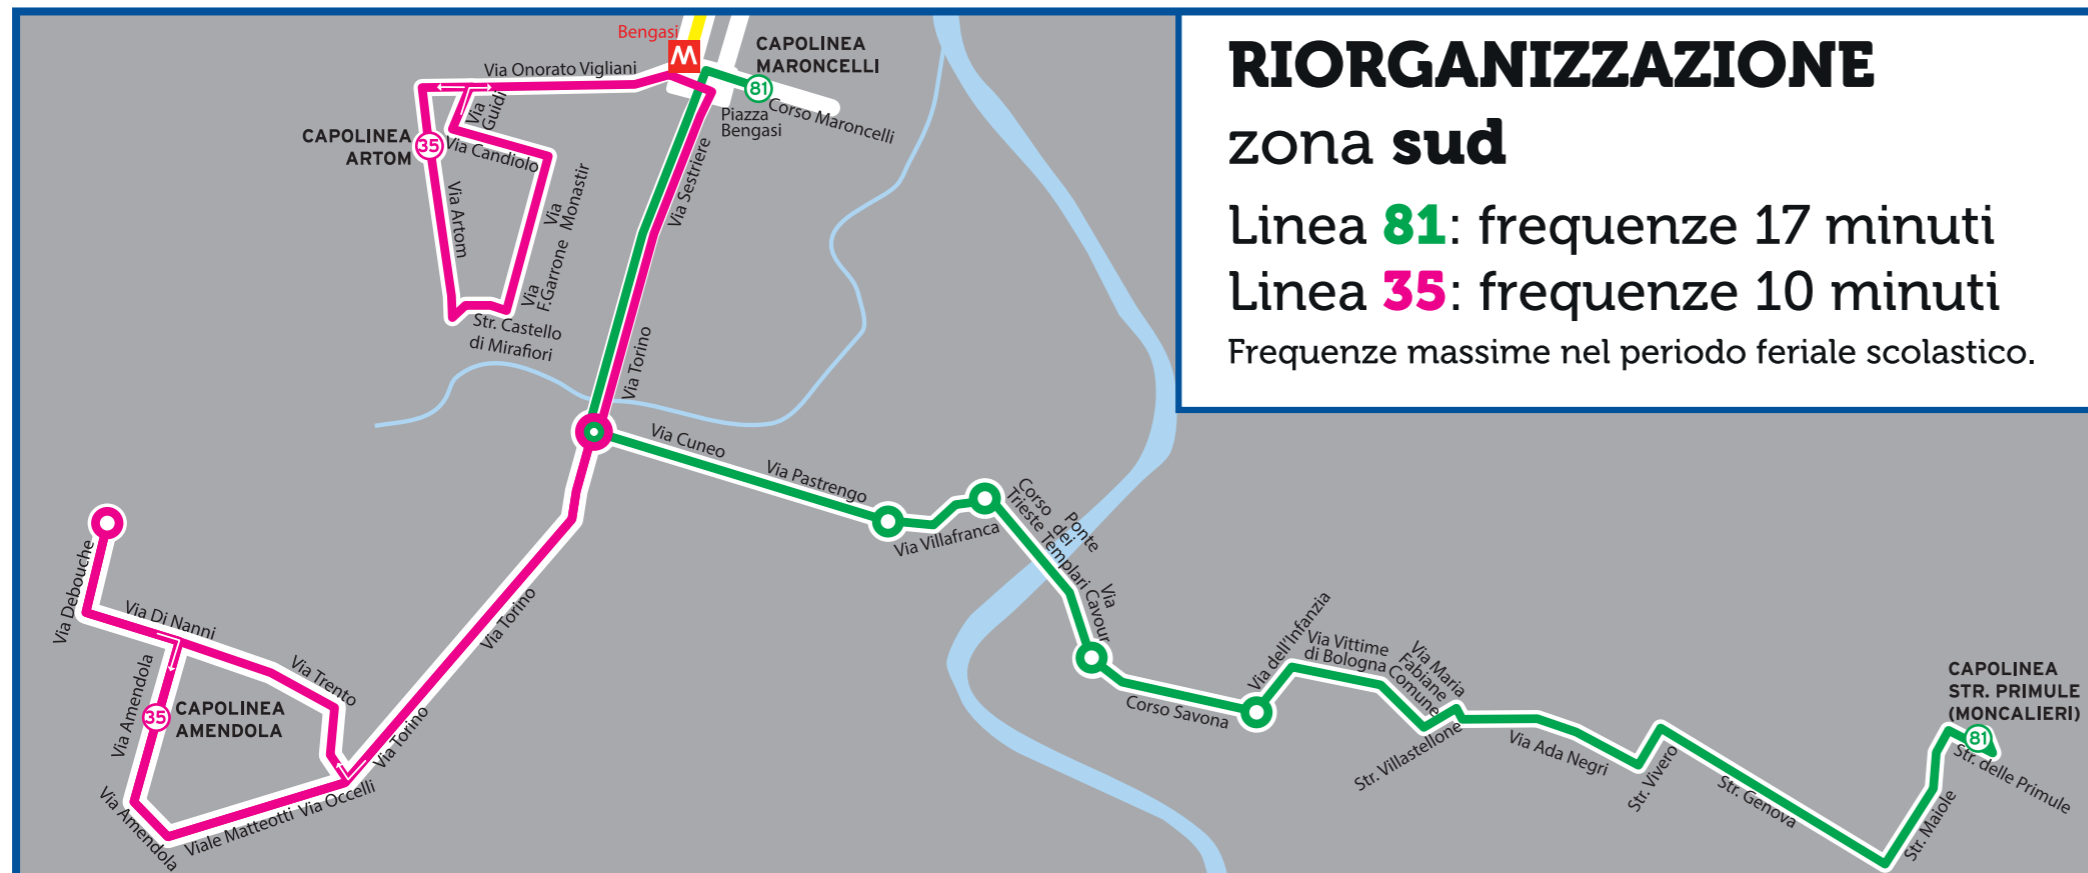 RIORGANIZZAZIONE
zona sud
Linea 81: frequenze 17 minuti
Linea 35: frequenze 10 minuti
Frequenze massime nel periodo feriale scolastico.
Bengasi
M
CAPOLINEA
MARONCELLI
81
Corso Maroncelli
Piazza
Bengasi
Via Onorato Vigliani
Via
Guidi
CAPOLINEA
ARTOM
35
Via Candiolo
Via Artom
Via
Monastir
Via
F.Garrone
Str. Castello
di Mirafiori
Via Sestriere
Via Torino
Via Cuneo
Via Pastrengo
Via Villafranca
Corso
Trieste
Ponte
dei
Templari
Via
Cavour
Corso Savona
Via dell'Infanzia
Via Vittime
di Bologna
Via Maria
Fabiane
Comune
Str. Villastellone
Via Ada Negri
Str. Vivero
Str. Genova
Str. Maiole
CAPOLINEA
STR. PRIMULE
(MONCALIERI)
81
Str. delle Primule
Via Debouche
Via Di Nanni
Via Trento
Via Torino
Via Torino
Via Amendola
35
CAPOLINEA
AMENDOLA
Via Amendola
Viale Matteotti
Via Occelli